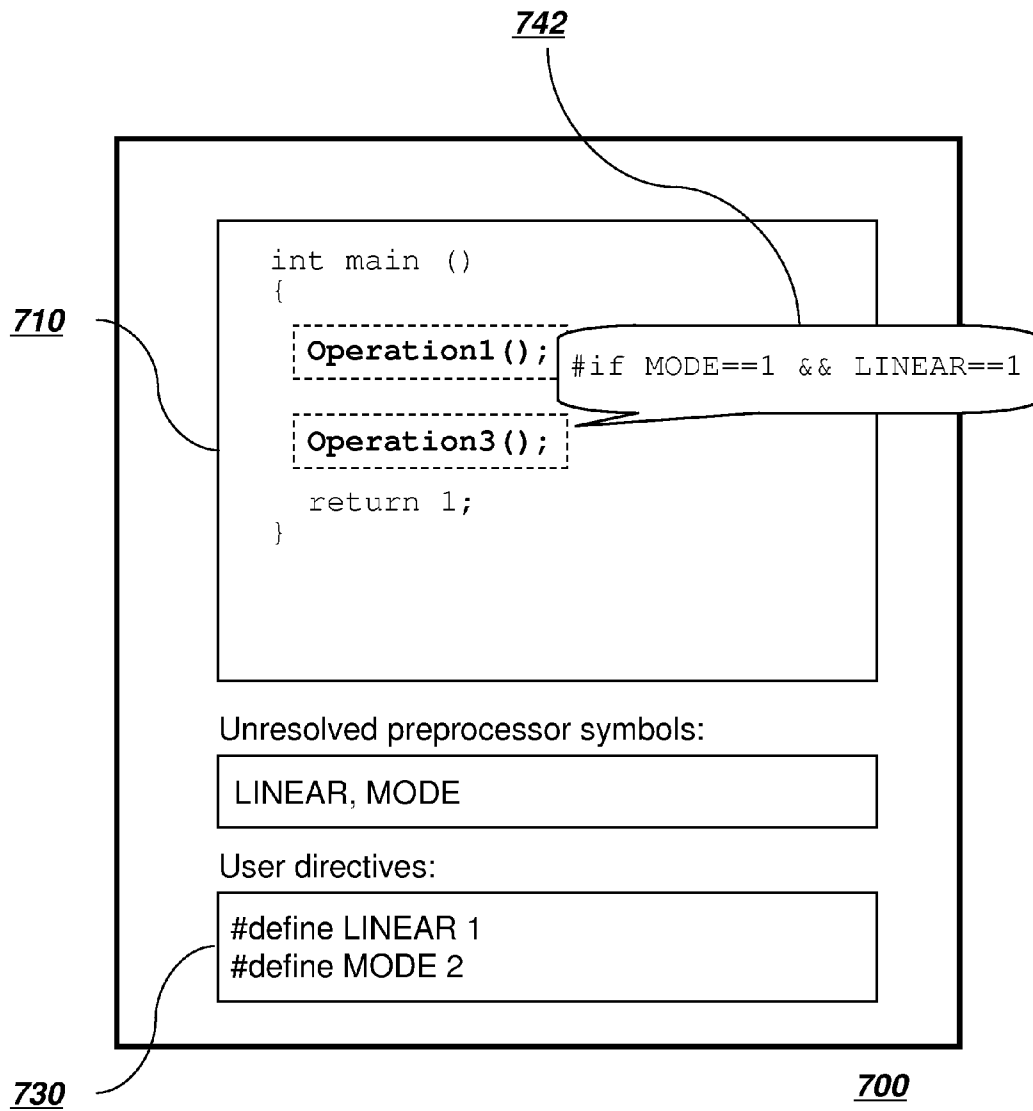 742
int main ()
{
710
Operation1();
#if MODE==1 && LINEAR==1
Operation3();
return 1;
}
Unresolved preprocessor symbols:
LINEAR, MODE
User directives:
#define LINEAR 1
#define MODE 2
730
700